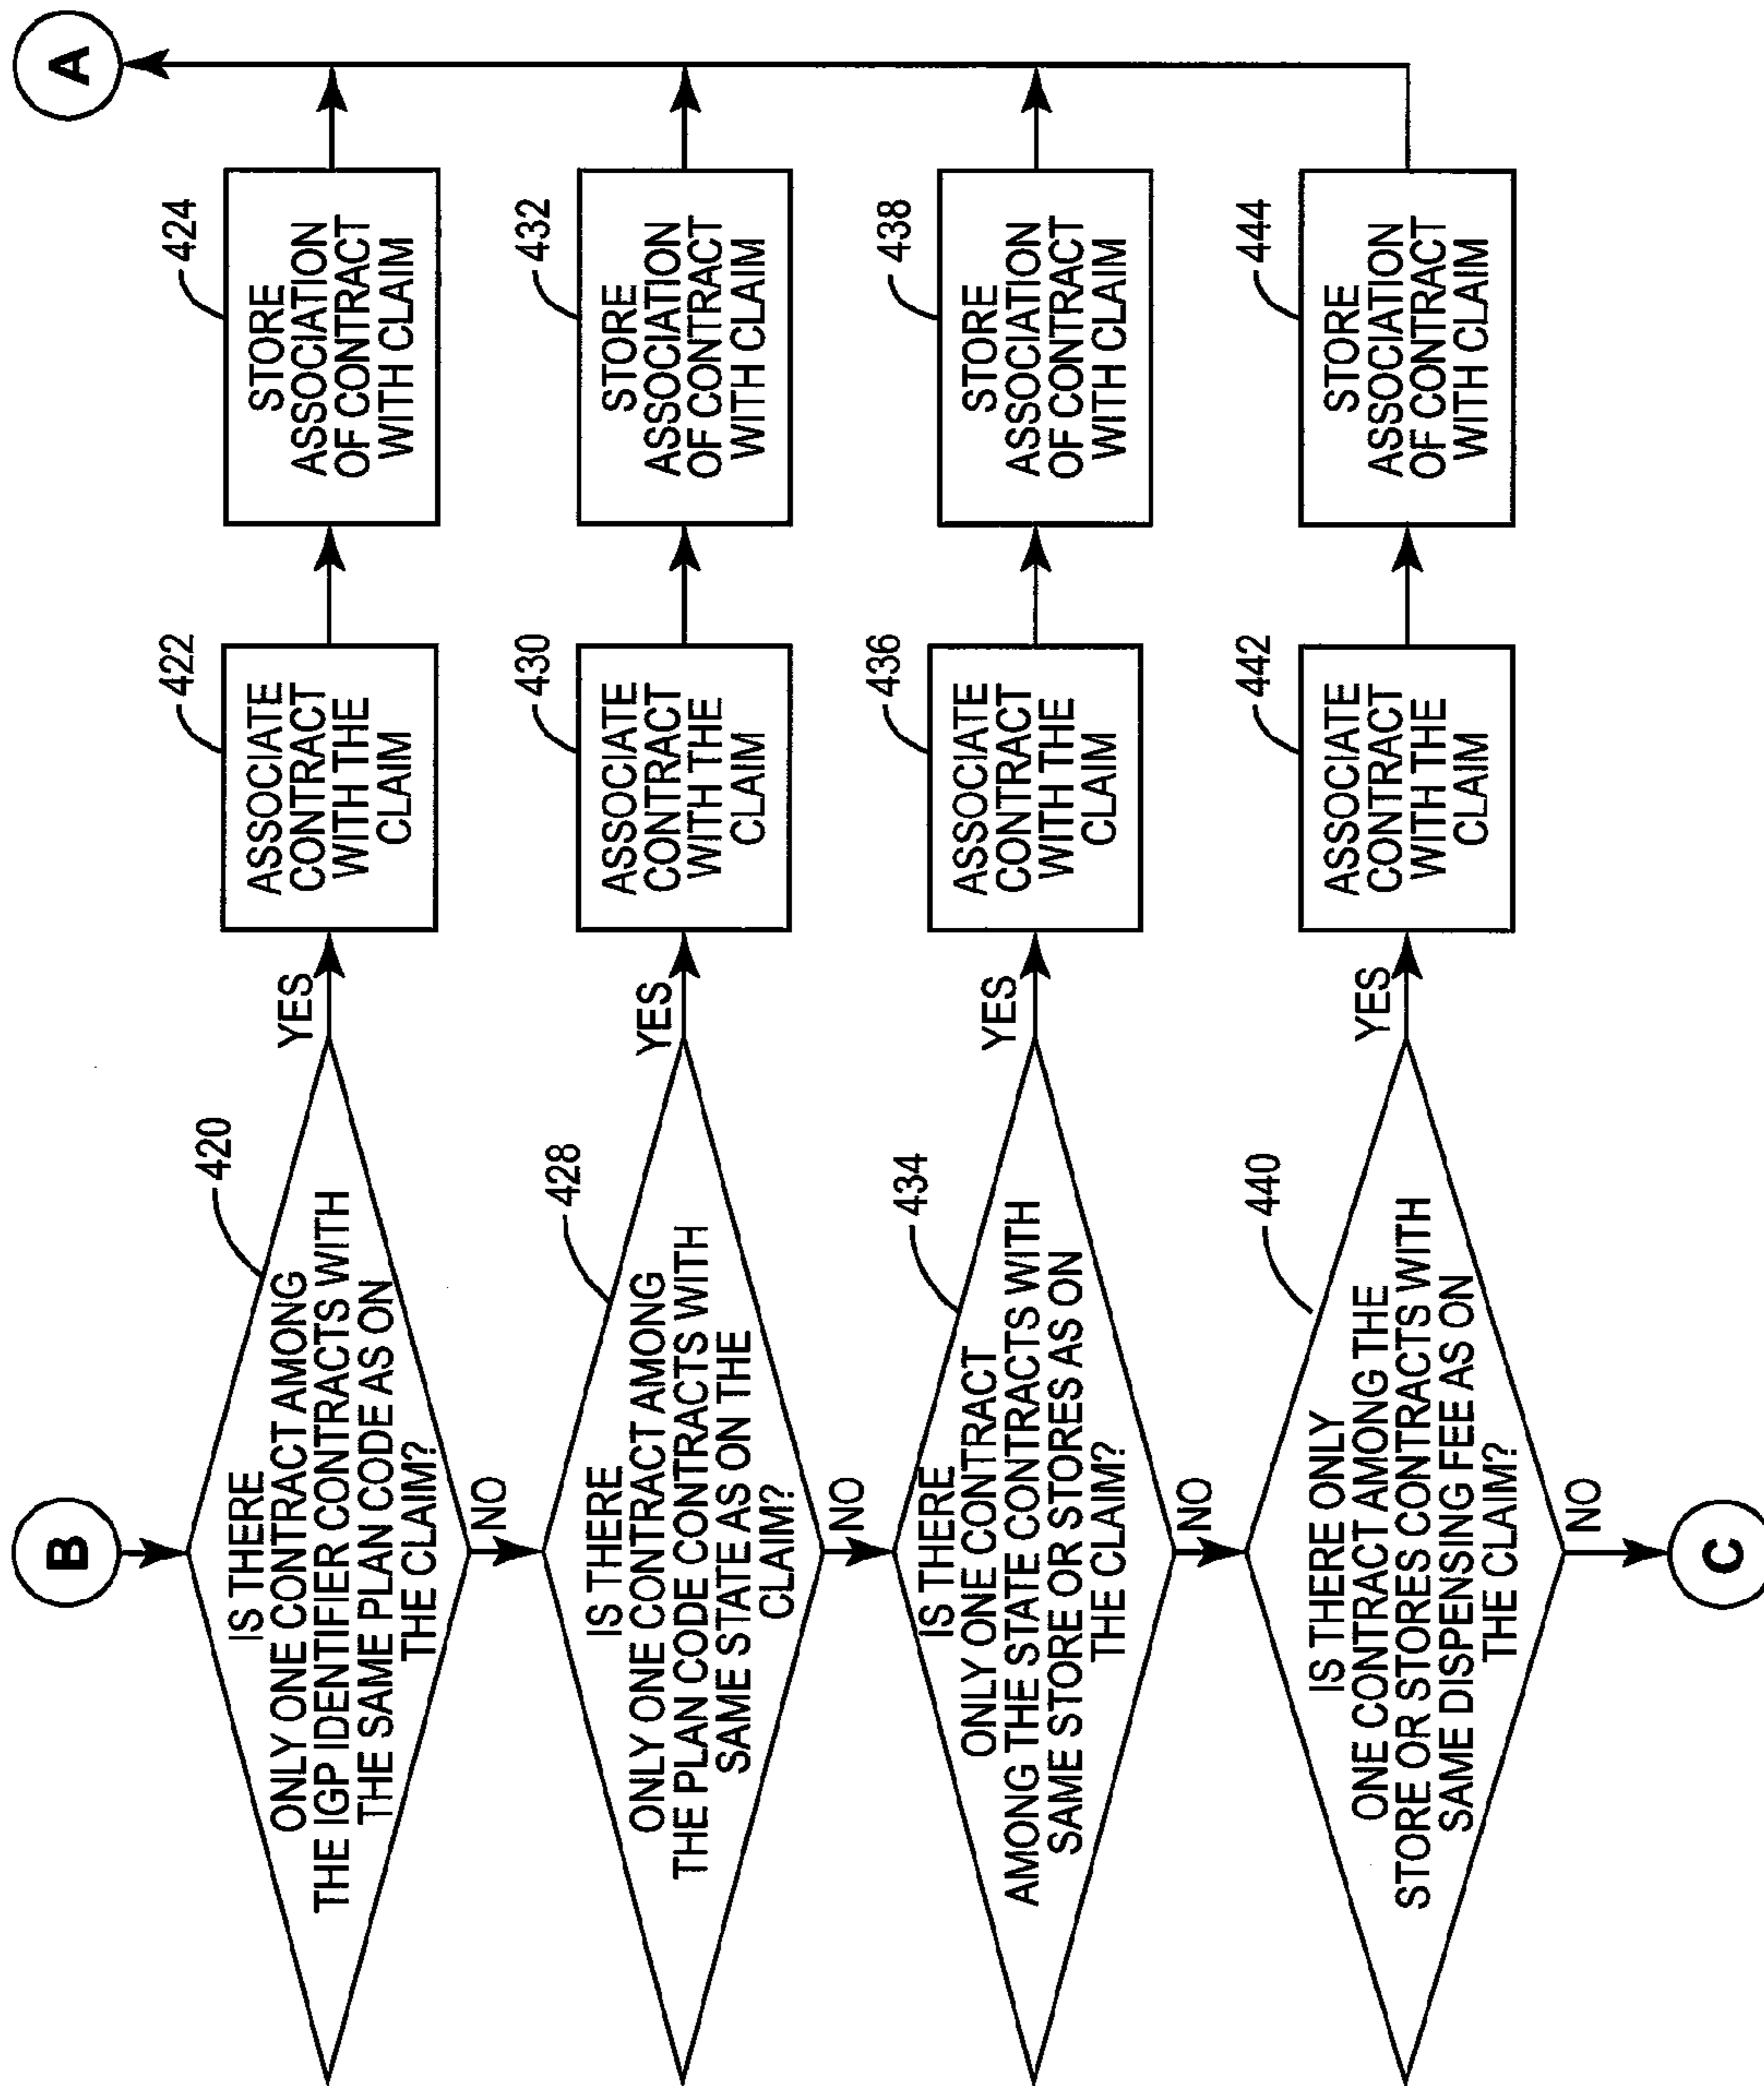 B
A
420
IS THERE
ONLY ONE CONTRACT AMONG
THE IGP IDENTIFIER CONTRACTS WITH
THE SAME PLAN CODE AS ON
THE CLAIM?
YES
422
ASSOCIATE
CONTRACT
WITH THE
CLAIM
424
STORE
ASSOCIATION
OF CONTRACT
WITH CLAIM
NO
428
IS THERE
ONLY ONE CONTRACT AMONG
THE PLAN CODE CONTRACTS WITH
SAME STATE AS ON THE
CLAIM?
YES
430
ASSOCIATE
CONTRACT
WITH THE
CLAIM
432
STORE
ASSOCIATION
OF CONTRACT
WITH CLAIM
NO
434
IS THERE
ONLY ONE CONTRACT
AMONG THE STATE CONTRACTS WITH
SAME STORE OR STORES AS ON
THE CLAIM?
YES
436
ASSOCIATE
CONTRACT
WITH THE
CLAIM
438
STORE
ASSOCIATION
OF CONTRACT
WITH CLAIM
NO
440
IS THERE ONLY
ONE CONTRACT AMONG THE
STORE OR STORES CONTRACTS WITH
SAME DISPENSING FEE AS ON
THE CLAIM?
YES
442
ASSOCIATE
CONTRACT
WITH THE
CLAIM
444
STORE
ASSOCIATION
OF CONTRACT
WITH CLAIM
NO
C